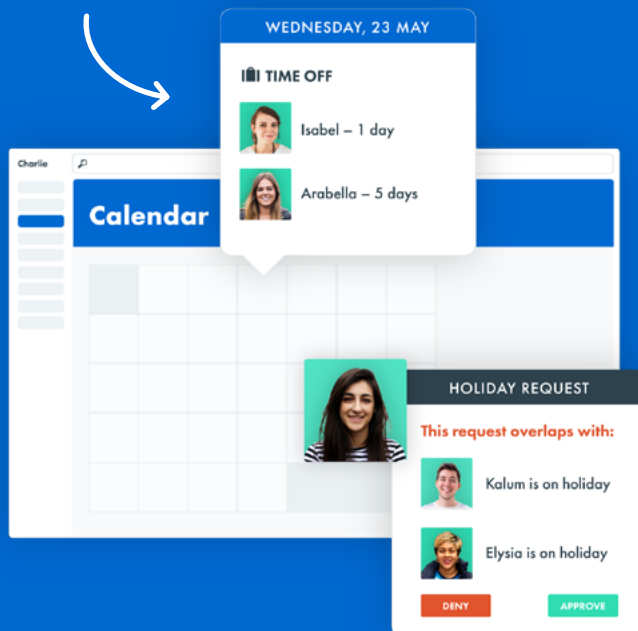 WEDNESDAY, 23 MAY
TIME OFF
Isabel – 1 day
Arabella – 5 days
Charlie
Calendar
HOLIDAY REQUEST
This request overlaps with:
Kalum is on holiday
Elysia is on holiday
DENY
APPROVE